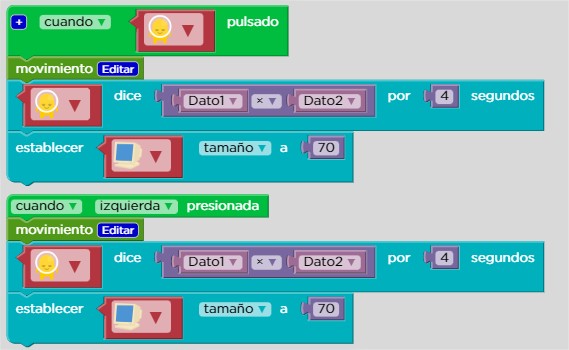 + cuando ▼ ▼ pulsado
movimiento Editar
▼ dice Dato1 ▼ × ▼ Dato2 ▼ por 4 segundos
establecer ▼ tamaño ▼ a 70
cuando ▼ izquierda ▼ presionada
movimiento Editar
▼ dice Dato1 ▼ × ▼ Dato2 ▼ por 4 segundos
establecer ▼ tamaño ▼ a 70